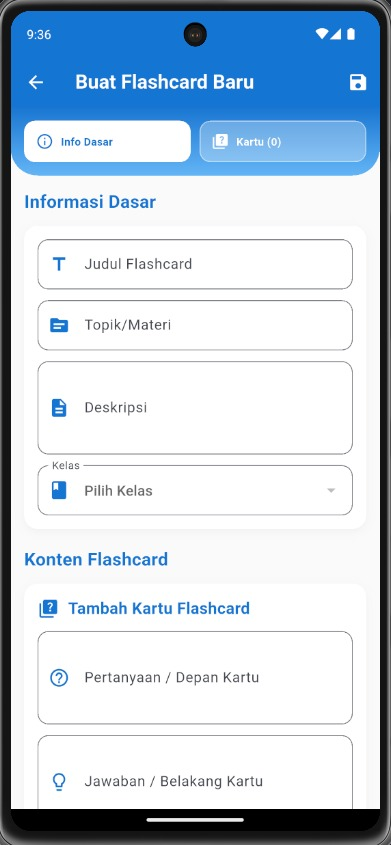 9:36
Buat Flashcard Baru
Info Dasar
Kartu (0)
Informasi Dasar
Judul Flashcard
Topik/Materi
Deskripsi
Kelas
Pilih Kelas
Konten Flashcard
Tambah Kartu Flashcard
Pertanyaan / Depan Kartu
Jawaban / Belakang Kartu